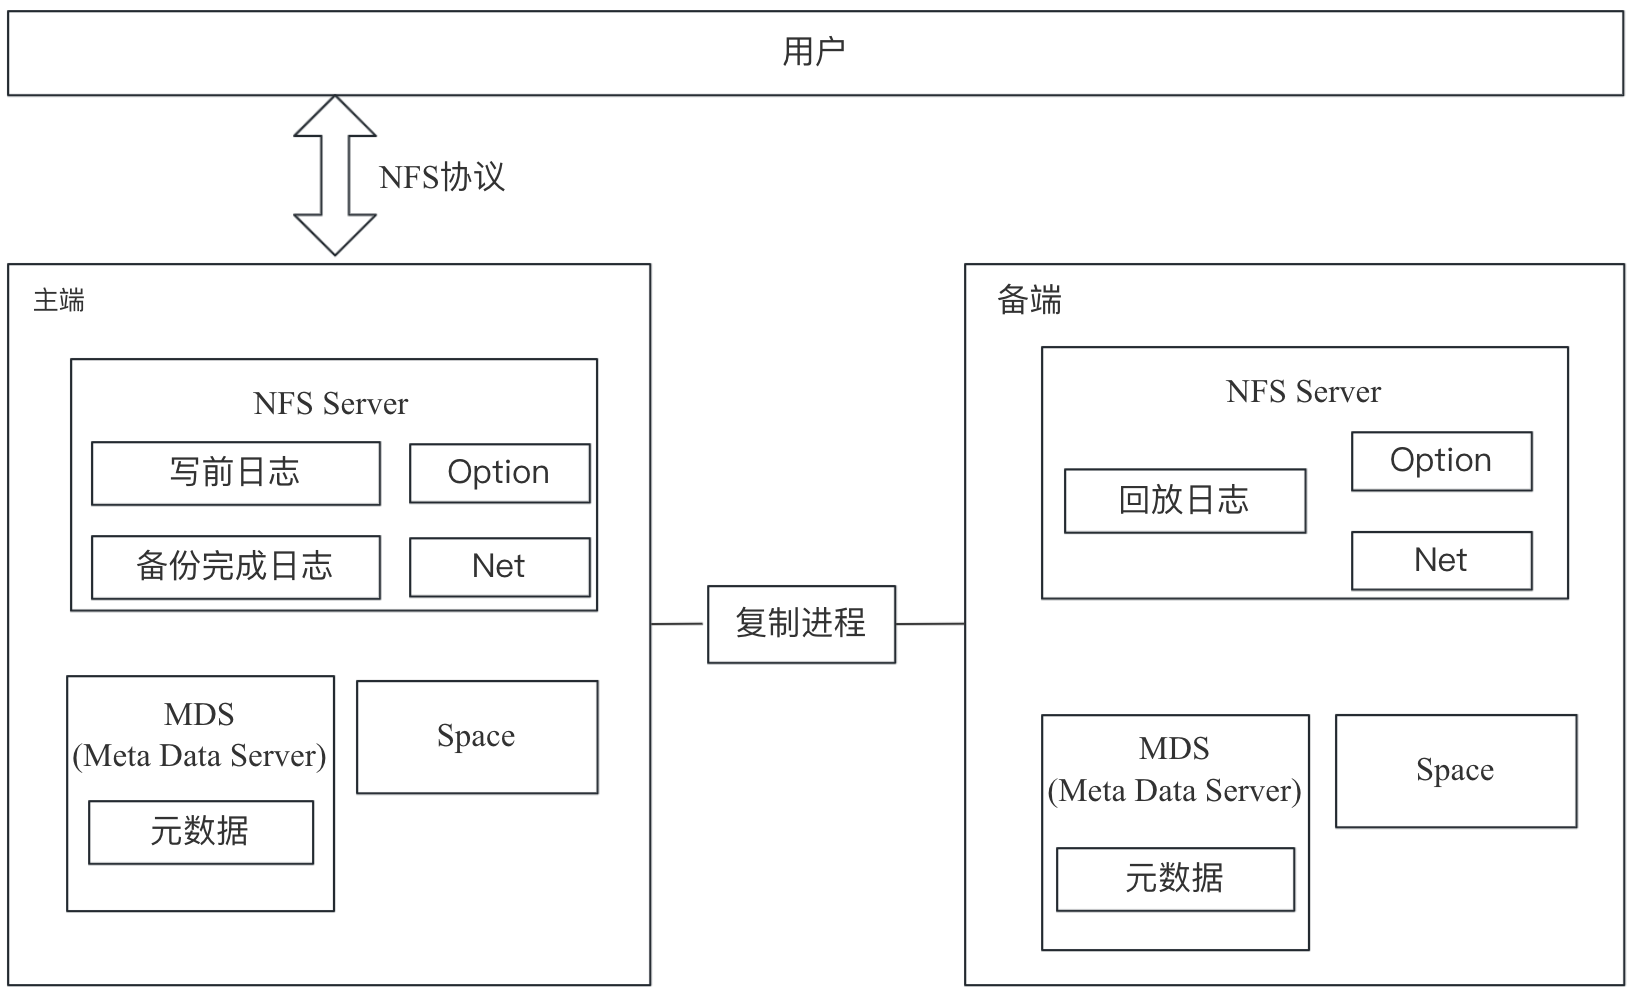 用户
NFS协议
主端
NFS Server
写前日志
Option
备份完成日志
Net
MDS
(Meta Data Server)
元数据
Space
复制进程
备端
NFS Server
Option
回放日志
Net
MDS
(Meta Data Server)
元数据
Space